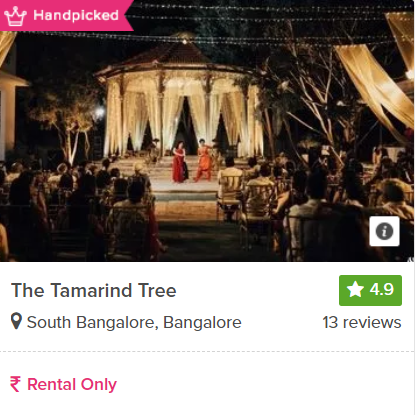 Handpicked
The Tamarind Tree
4.9
South Bangalore, Bangalore
13 reviews
₹ Rental Only